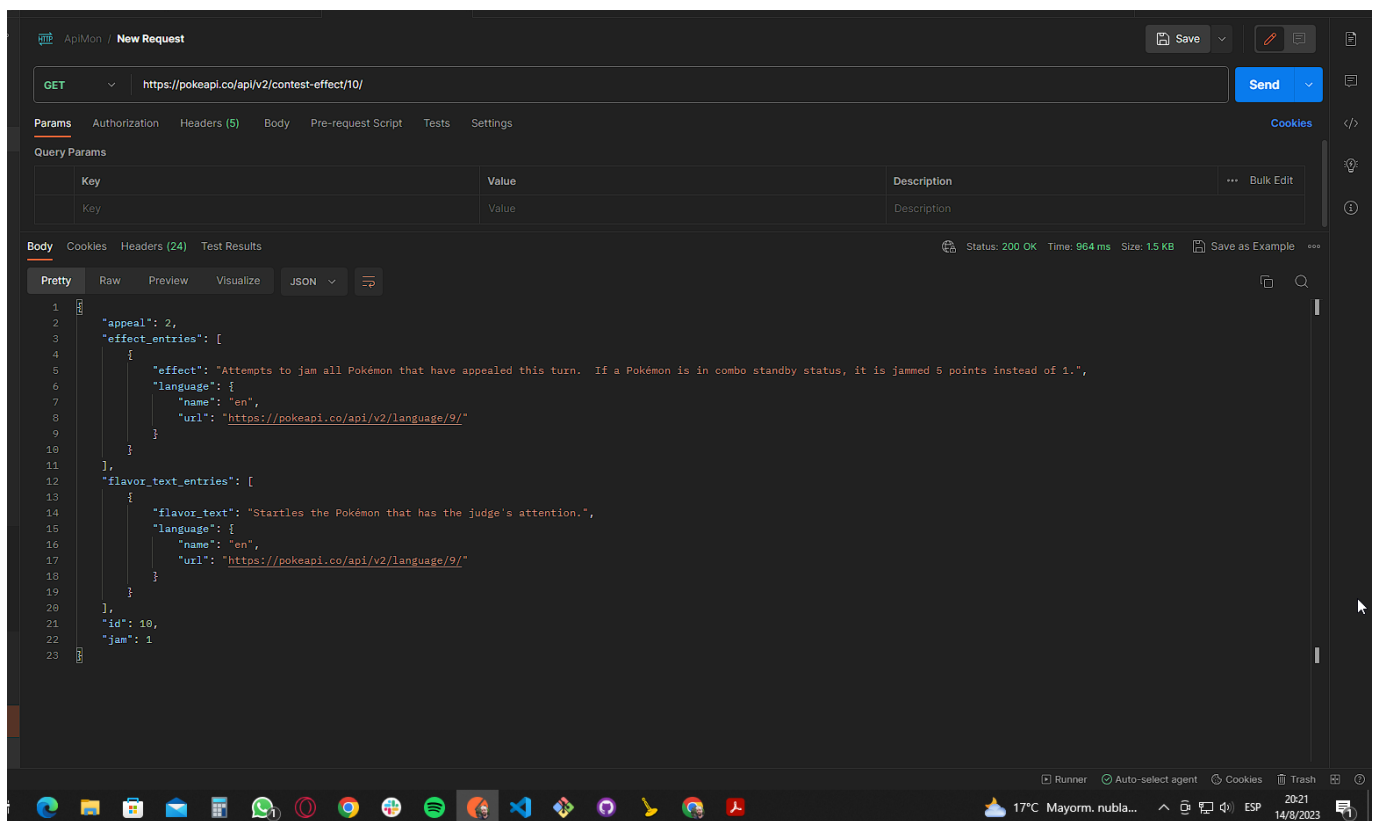 HTTP ApiMon / New Request Save
GET https://pokeapi.co/api/v2/contest-effect/10/ Send
Params Authorization Headers (5) Body Pre-request Script Tests Settings Cookies
Query Params
Key Value Description Bulk Edit
Key Value Description
Body Cookies Headers (24) Test Results Status: 200 OK Time: 964 ms Size: 1.5 KB Save as Example
Pretty Raw Preview Visualize JSON
1 {
2 "appeal": 2,
3 "effect_entries": [
4 {
5 "effect": "Attempts to jam all Pokémon that have appealed this turn.  If a Pokémon is in combo standby status, it is jammed 5 points instead of 1.",
6 "language": {
7 "name": "en",
8 "url": "https://pokeapi.co/api/v2/language/9/"
9 }
10 }
11 ],
12 "flavor_text_entries": [
13 {
14 "flavor_text": "Startles the Pokémon that has the judge's attention.",
15 "language": {
16 "name": "en",
17 "url": "https://pokeapi.co/api/v2/language/9/"
18 }
19 }
20 ],
21 "id": 10,
22 "jam": 1
23 }
Runner Auto-select agent Cookies Trash
17°C Mayorm. nubla... ESP 20:21
14/8/2023